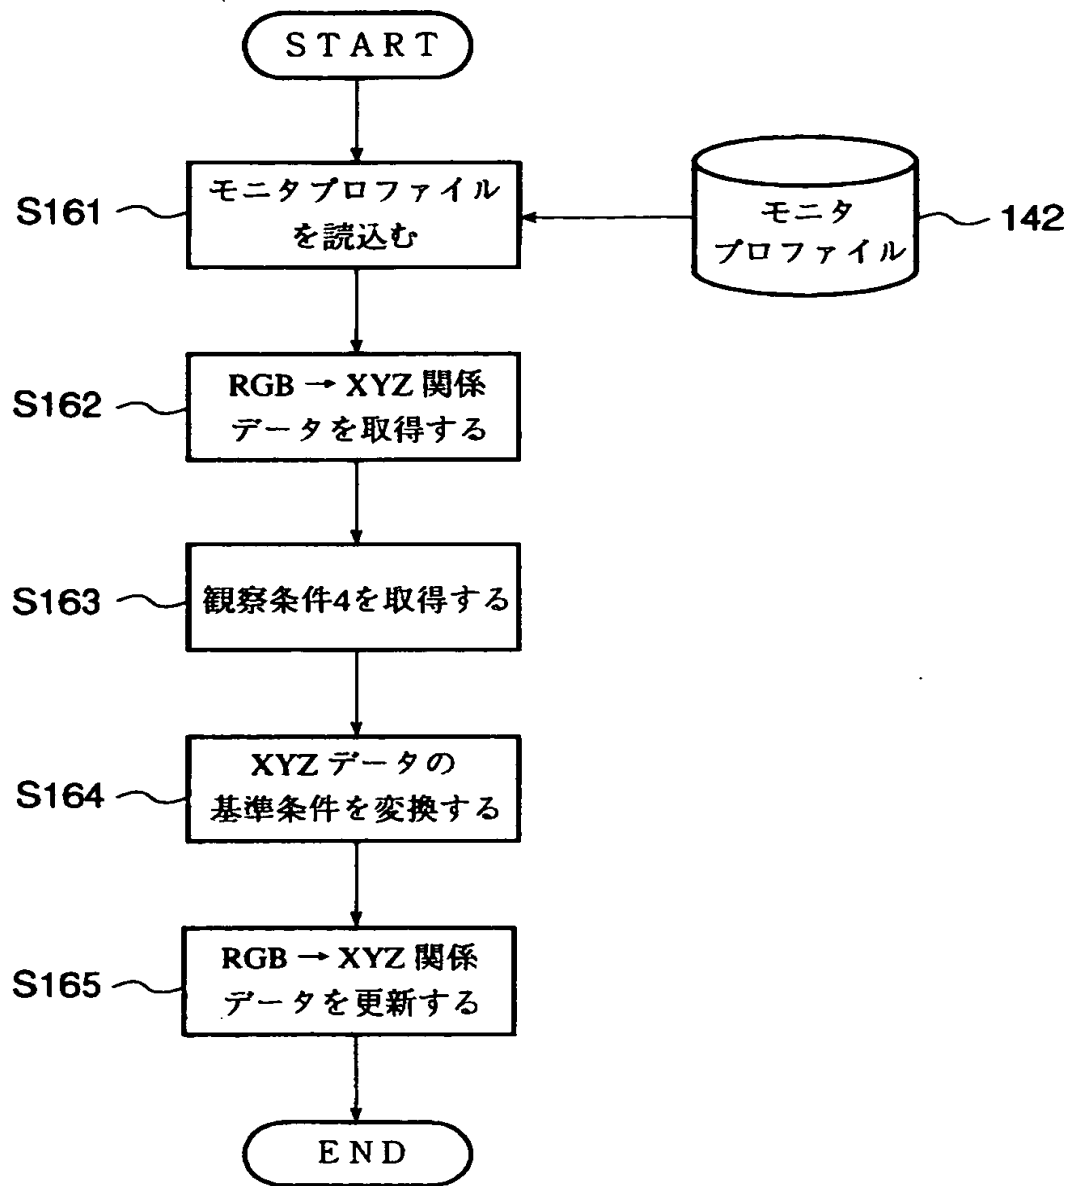 START
S161
モニタプロファイル
を読込む
モニタ
プロファイル
142
S162
RGB → XYZ 関係
データを取得する
S163
観察条件4を取得する
S164
XYZ データの
基準条件を変換する
S165
RGB → XYZ 関係
データを更新する
END